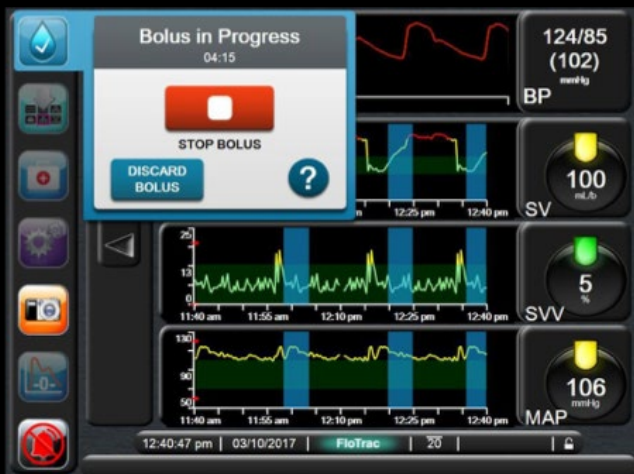 Bolus in Progress
04:15
STOP BOLUS
DISCARD
BOLUS
?
124/85
(102)
mmHg
BP
12:25 pm 12:40 pm
100
mL/b
SV
25
13
0
11:40 am 11:55 am 12:10 pm 12:25 pm 12:40 pm
5
%
SVV
130
90
50
11:40 am 11:55 am 12:10 pm 12:25 pm 12:40 pm
106
mmHg
MAP
-0-
12:40:47 pm | 03/10/2017 | FloTrac | 20 |